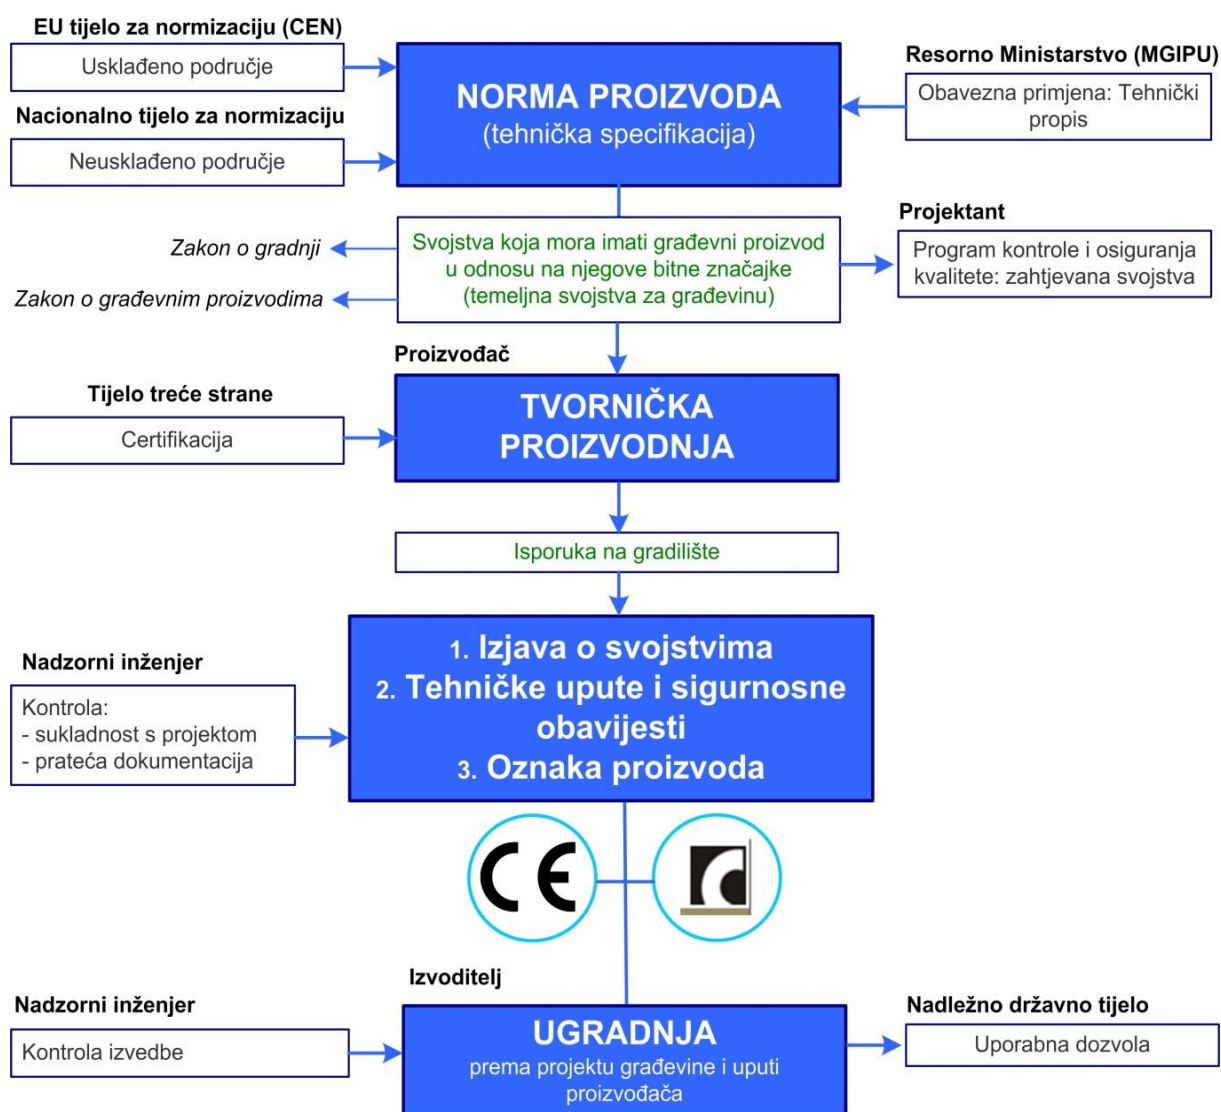 EU tijelo za normizaciju (CEN)
Usklađeno područje
Nacionalno tijelo za normizaciju
Neusklađeno područje
NORMA PROIZVODA
(tehnička specifikacija)
Resorno Ministarstvo (MGIPU)
Obavezna primjena: Tehnički
propis
Zakon o gradnji
Zakon o građevnim proizvodima
Svojstva koja mora imati građevni proizvod
u odnosu na njegove bitne značajke
(temeljna svojstva za građevinu)
Projektant
Program kontrole i osiguranja
kvalitete: zahtjevana svojstva
Proizvođač
Tijelo treće strane
Certifikacija
TVORNIČKA
PROIZVODNJA
Isporuka na gradilište
Nadzorni inženjer
Kontrola:
- sukladnost s projektom
- prateća dokumentacija
1. Izjava o svojstvima
2. Tehničke upute i sigurnosne
obavijesti
3. Oznaka proizvoda
CE
Izvoditelj
Nadzorni inženjer
Kontrola izvedbe
UGRADNJA
prema projektu građevine i uputi
proizvođača
Nadležno državno tijelo
Uporabna dozvola